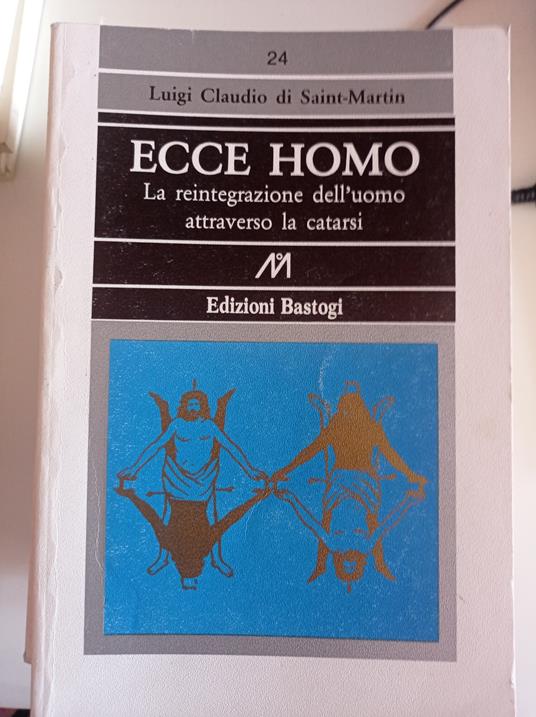 24
Luigi Claudio di Saint-Martin
ECCE HOMO
La reintegrazione dell'uomo
attraverso la catarsi
Edizioni Bastogi